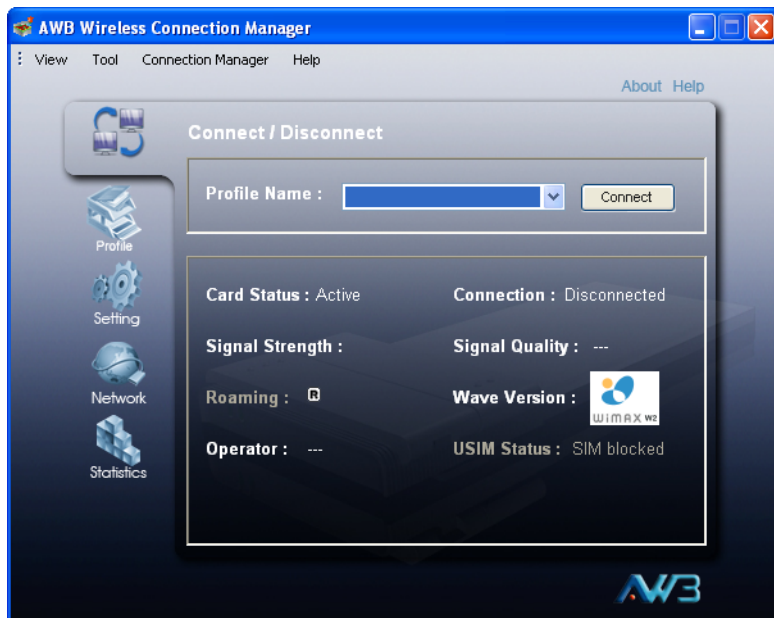 AWB Wireless Connection Manager
View Tool Connection Manager Help
About Help
Connect / Disconnect
Profile Name : Connect
Profile
Setting
Network
Statistics
Card Status : Active Connection : Disconnected
Signal Strength : Signal Quality : ---
Roaming : R Wave Version : WiMAX W2
Operator : --- USIM Status : SIM blocked
AWB